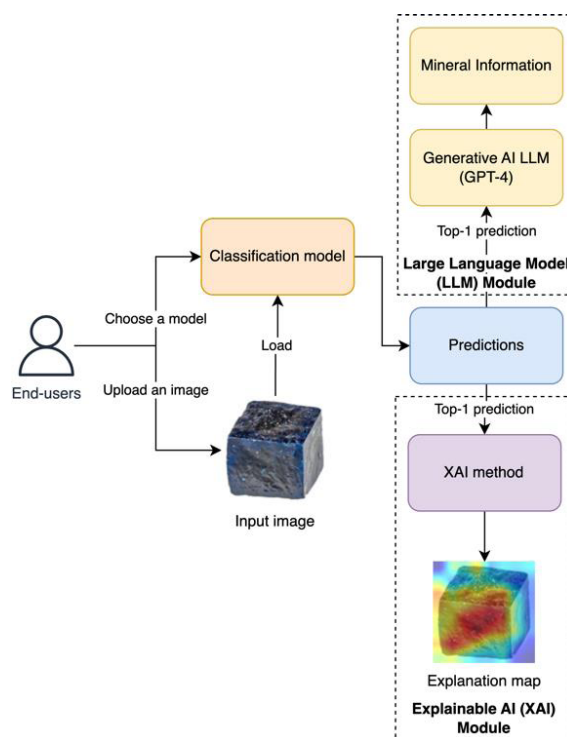 Mineral Information
Generative AI LLM
(GPT-4)
Top-1 prediction
Large Language Model
(LLM) Module
Classification model
Choose a model
Load
Predictions
End-users
Upload an image
Top-1 prediction
XAI method
Input image
Explanation map
Explainable AI (XAI)
Module